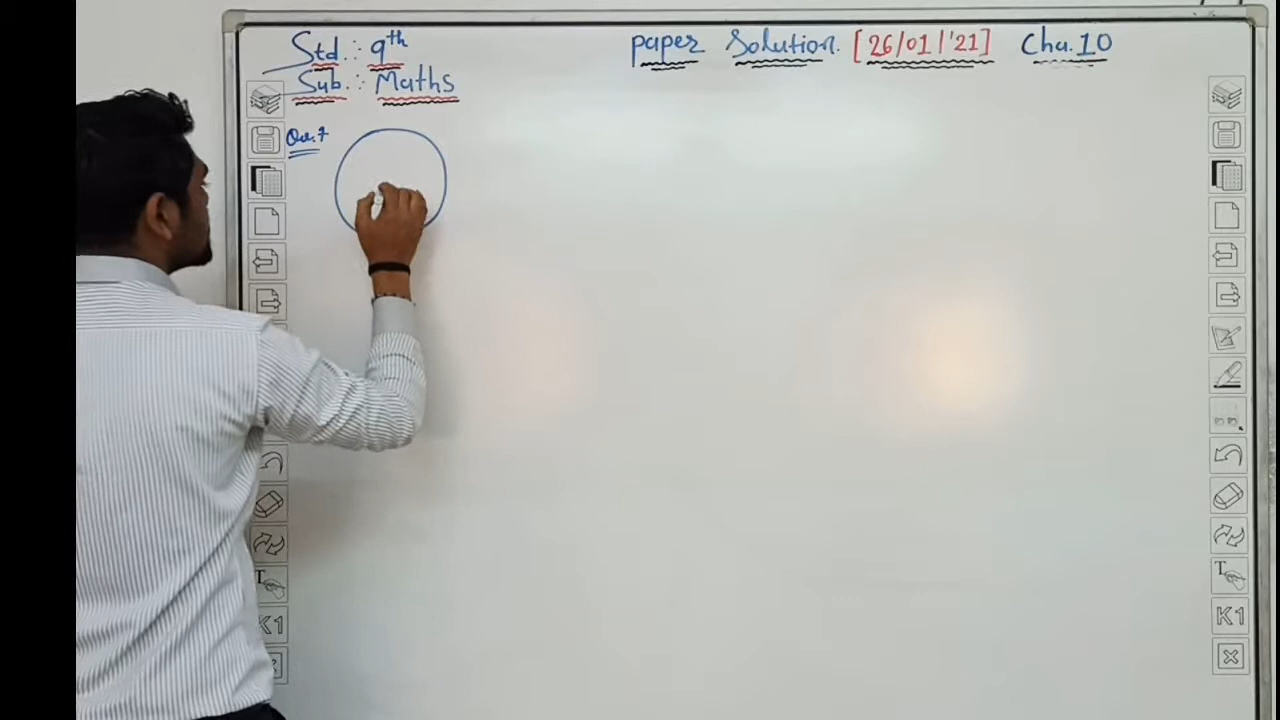 Std.: 9th
Sub.: Maths
paper Solution. [26/01/'21] Cha.10
Que.7
T
K1
T
K1